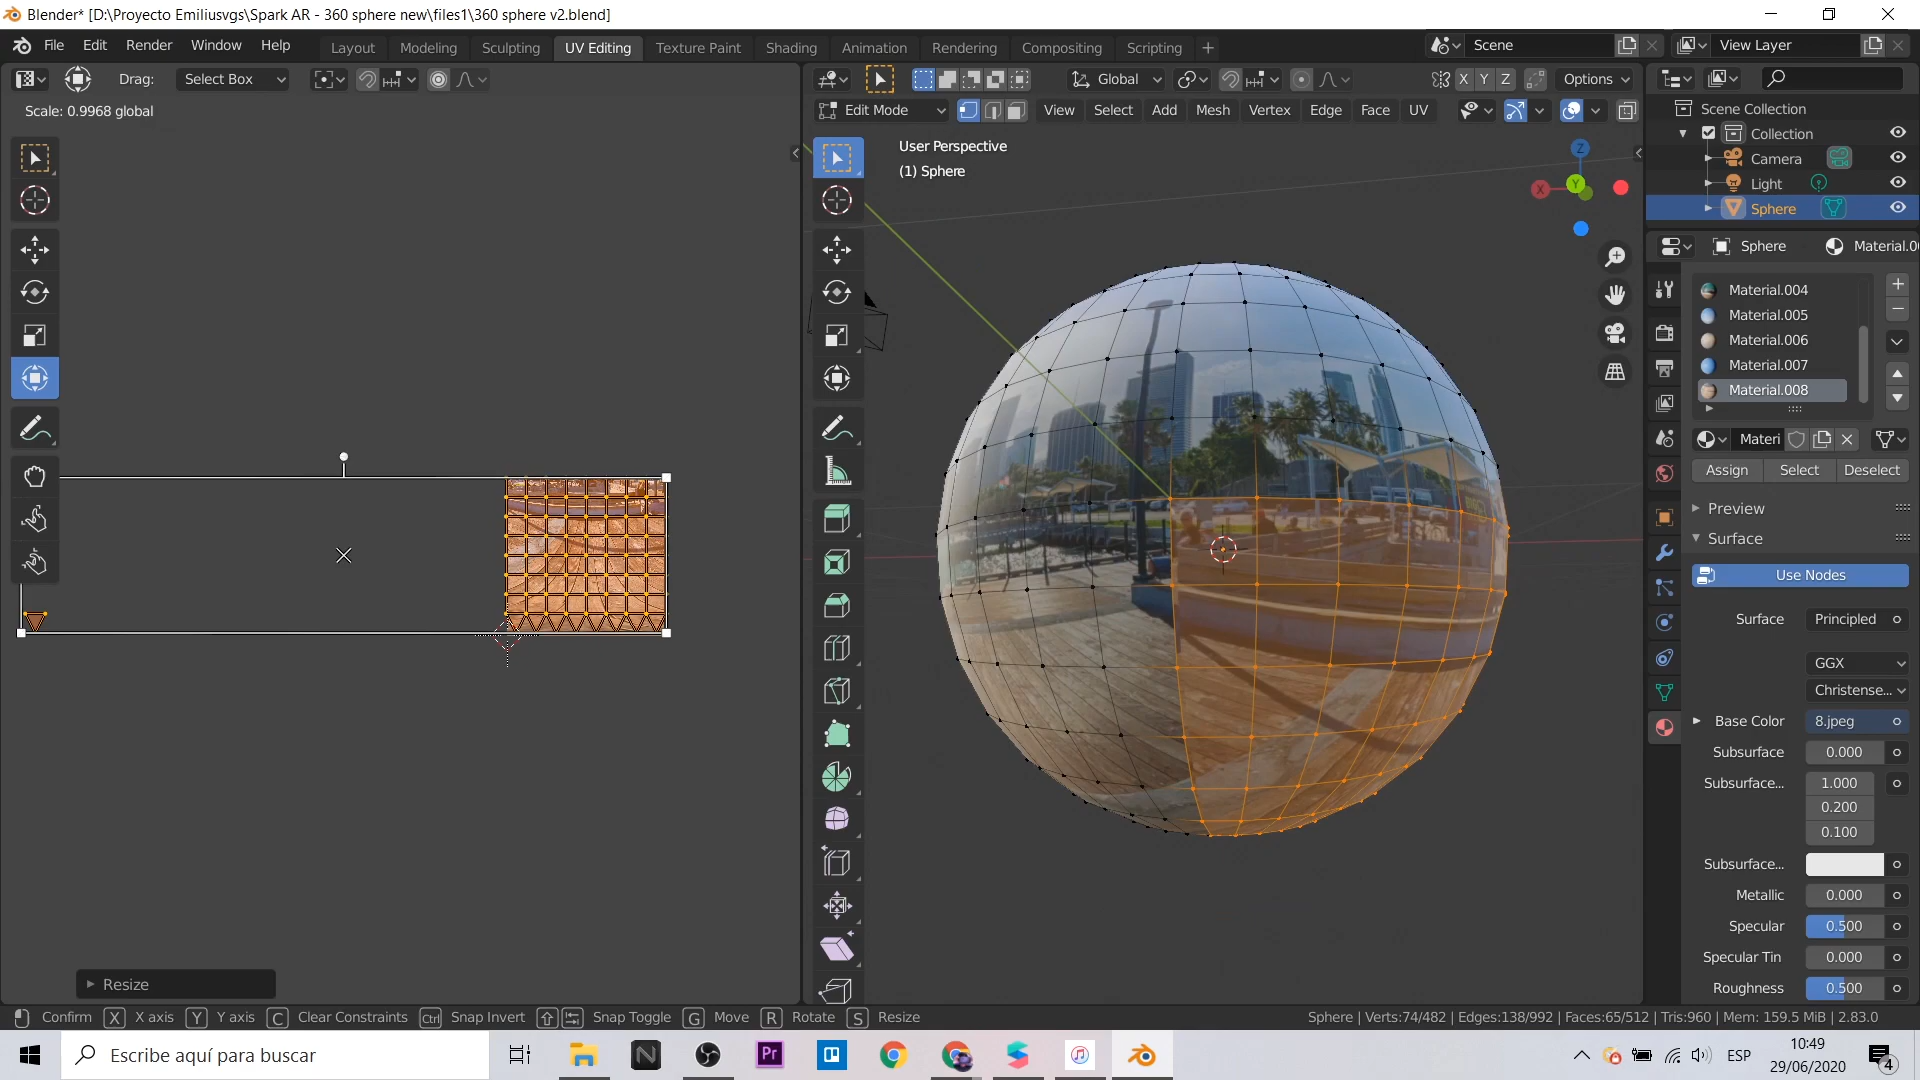 Blender* [D:\Proyecto Emiliusvgs\Spark AR - 360 sphere new\files1\360 sphere v2.blend]
File Edit Render Window Help
Layout Modeling Sculpting UV Editing Texture Paint Shading Animation Rendering Compositing Scripting +
Scene
View Layer
Drag: Select Box
Global
X Y Z
Options
Scale: 0.9968 global
Edit Mode
View Select Add Mesh Vertex Edge Face UV
User Perspective
(1) Sphere
Z
X
Y
Scene Collection
Collection
Camera
Light
Sphere
Sphere
Material.00
Material.004
Material.005
Material.006
Material.007
Material.008
Materi
Assign Select Deselect
Preview
Surface
Use Nodes
Surface Principled
GGX
Christense...
Base Color 8.jpeg
Subsurface 0.000
Subsurface... 1.000
0.200
0.100
Subsurface...
Metallic 0.000
Specular 0.500
Specular Tin 0.000
Roughness 0.500
Resize
Confirm X X axis Y Y axis C Clear Constraints Ctrl Snap Invert Snap Toggle G Move R Rotate S Resize
Sphere | Verts:74/482 | Edges:138/992 | Faces:65/512 | Tris:960 | Mem: 159.5 MiB | 2.83.0
Escribe aquí para buscar
N
Pr
ESP
10:49
29/06/2020
4